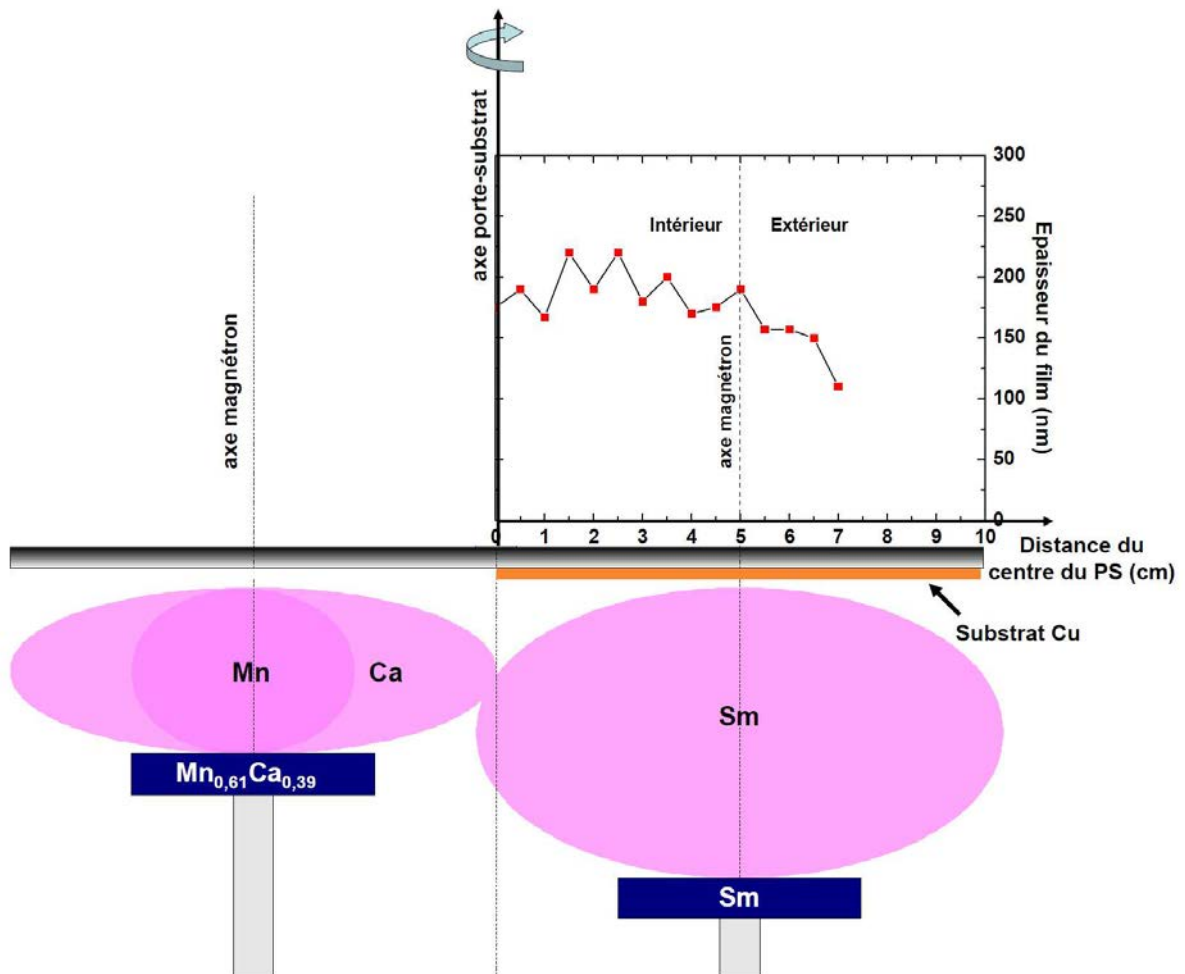 axe porte-substrat
axe magnétron
300
250
200
150
100
50
0
Epaisseur du film (nm)
Intérieur
Extérieur
axe magnétron
0 1 2 3 4 5 6 7 8 9 10
Distance du
centre du PS (cm)
Substrat Cu
Mn
Ca
Sm
Mn0,61Ca0,39
Sm